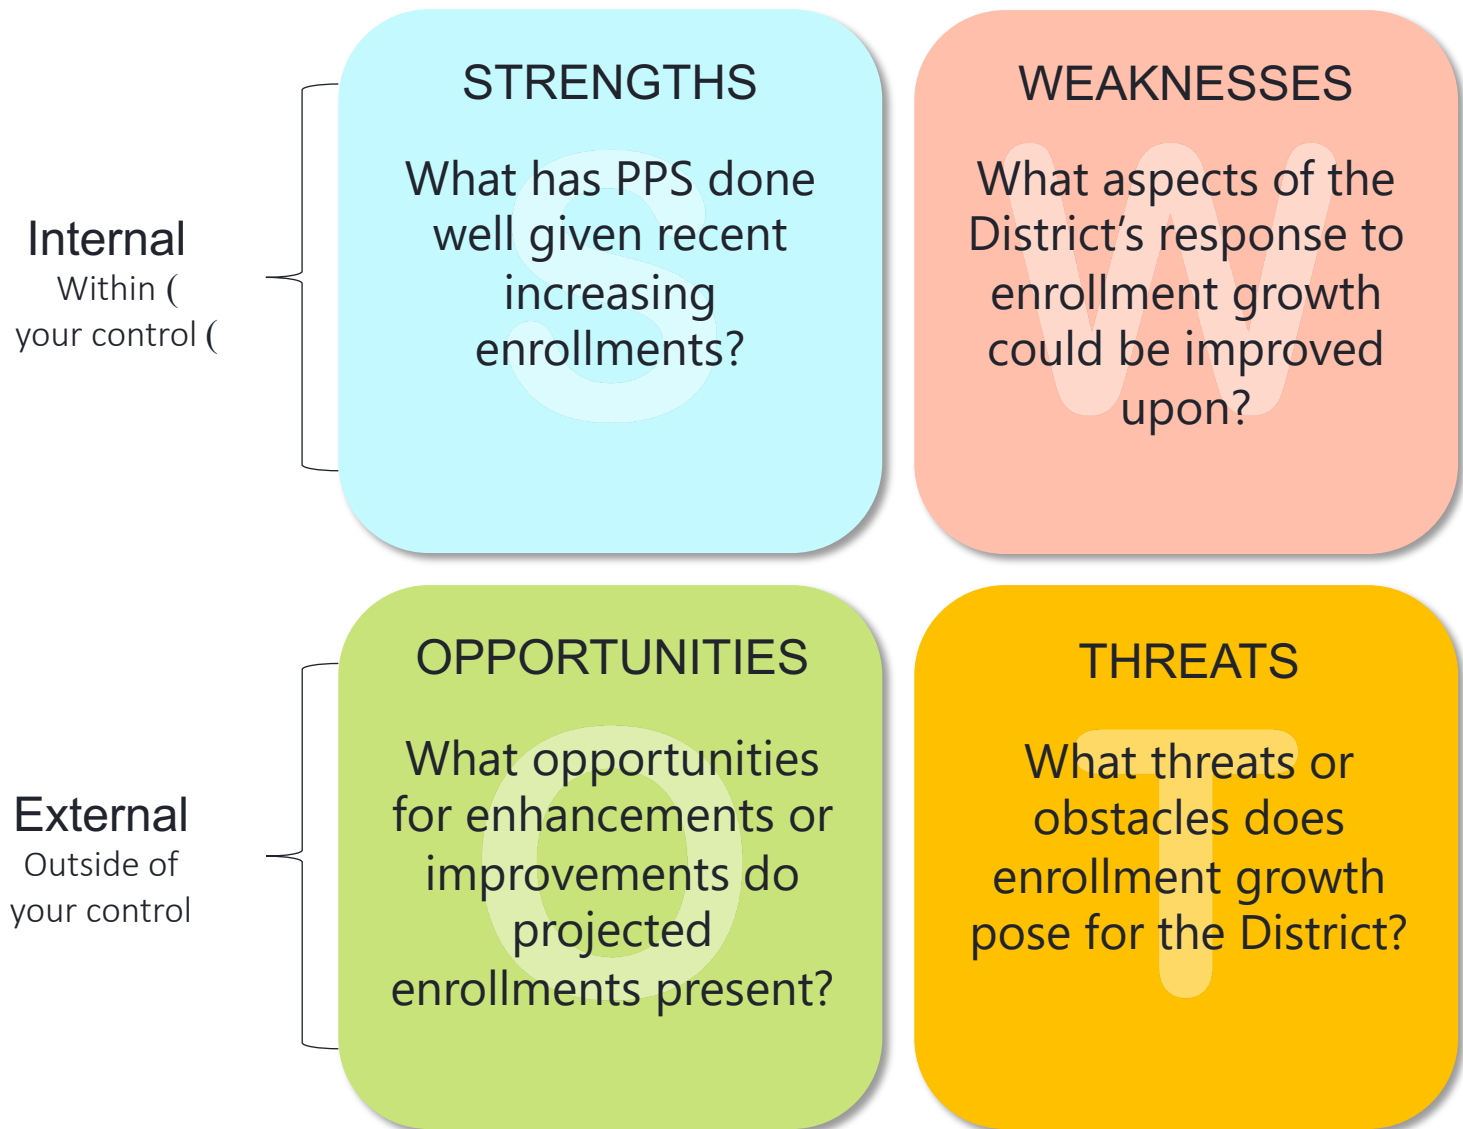 Internal
Within (
your control (
STRENGTHS
What has PPS done
well given recent
increasing
enrollments?
S
WEAKNESSES
What aspects of the
District’s response to
enrollment growth
could be improved
upon?
W
External
Outside of
your control
OPPORTUNITIES
What opportunities
for enhancements or
improvements do
projected
enrollments present?
O
THREATS
What threats or
obstacles does
enrollment growth
pose for the District?
T